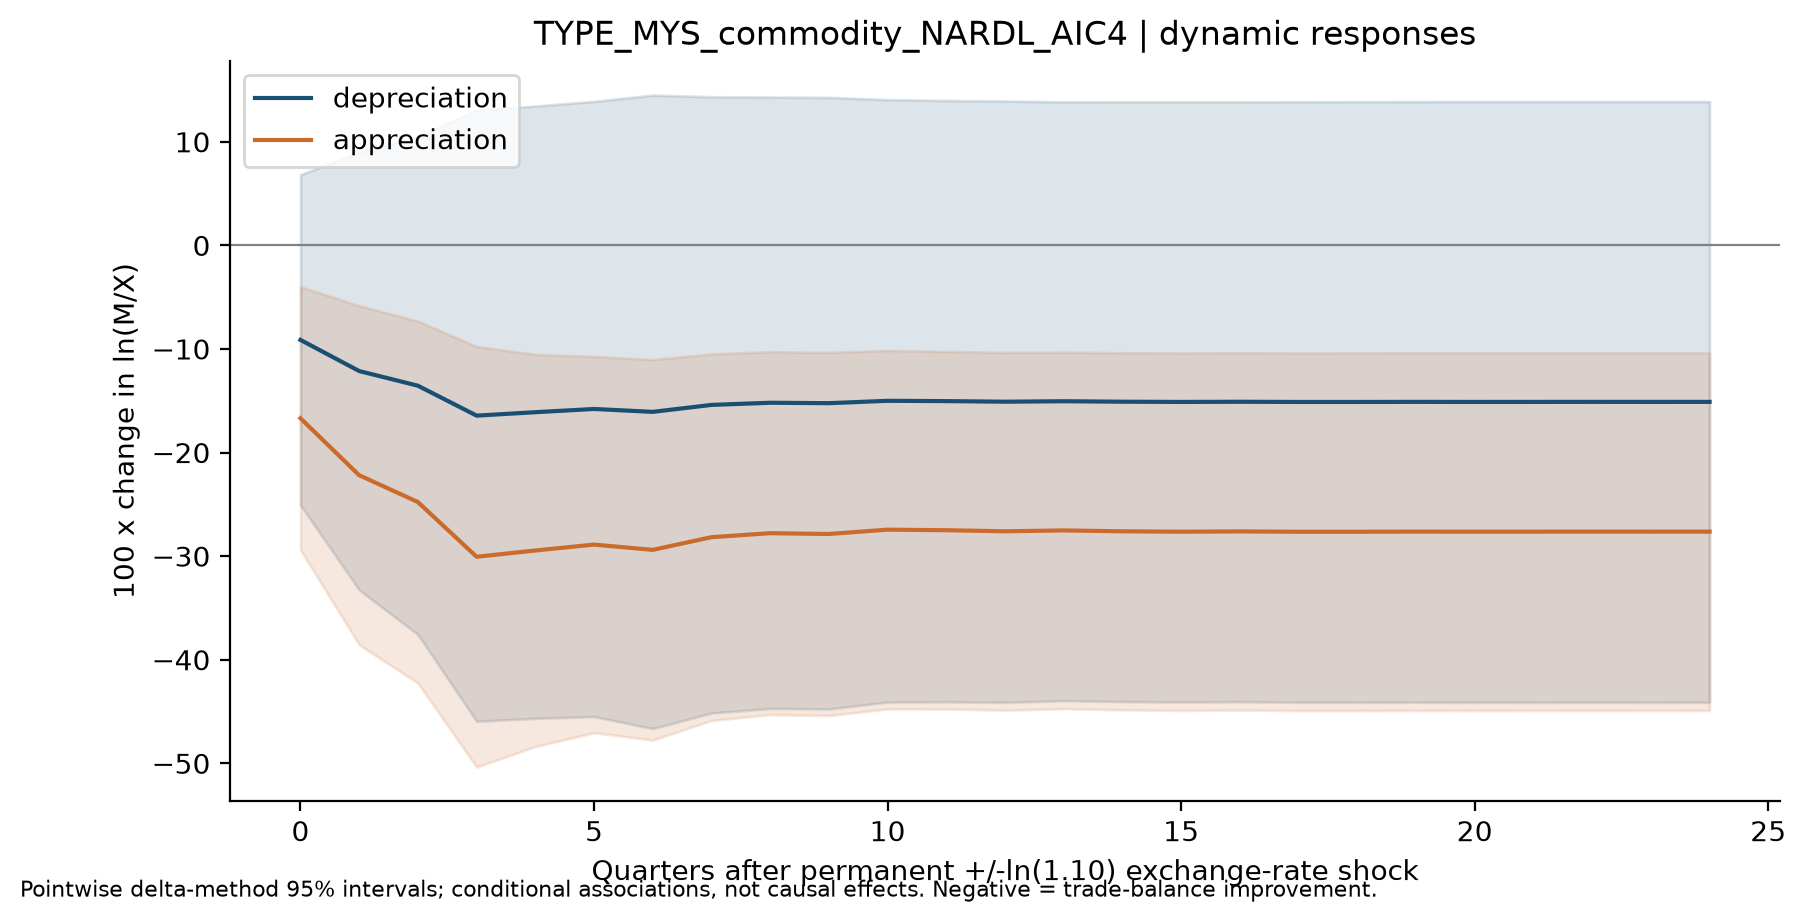 TYPE_MYS_commodity_NARDL_AIC4 | dynamic responses
depreciation
appreciation
100 x change in ln(M/X)
10
0
−10
−20
−30
−40
−50
0
5
10
15
20
25
Quarters after permanent +/-ln(1.10) exchange-rate shock
Pointwise delta-method 95% intervals; conditional associations, not causal effects. Negative = trade-balance improvement.